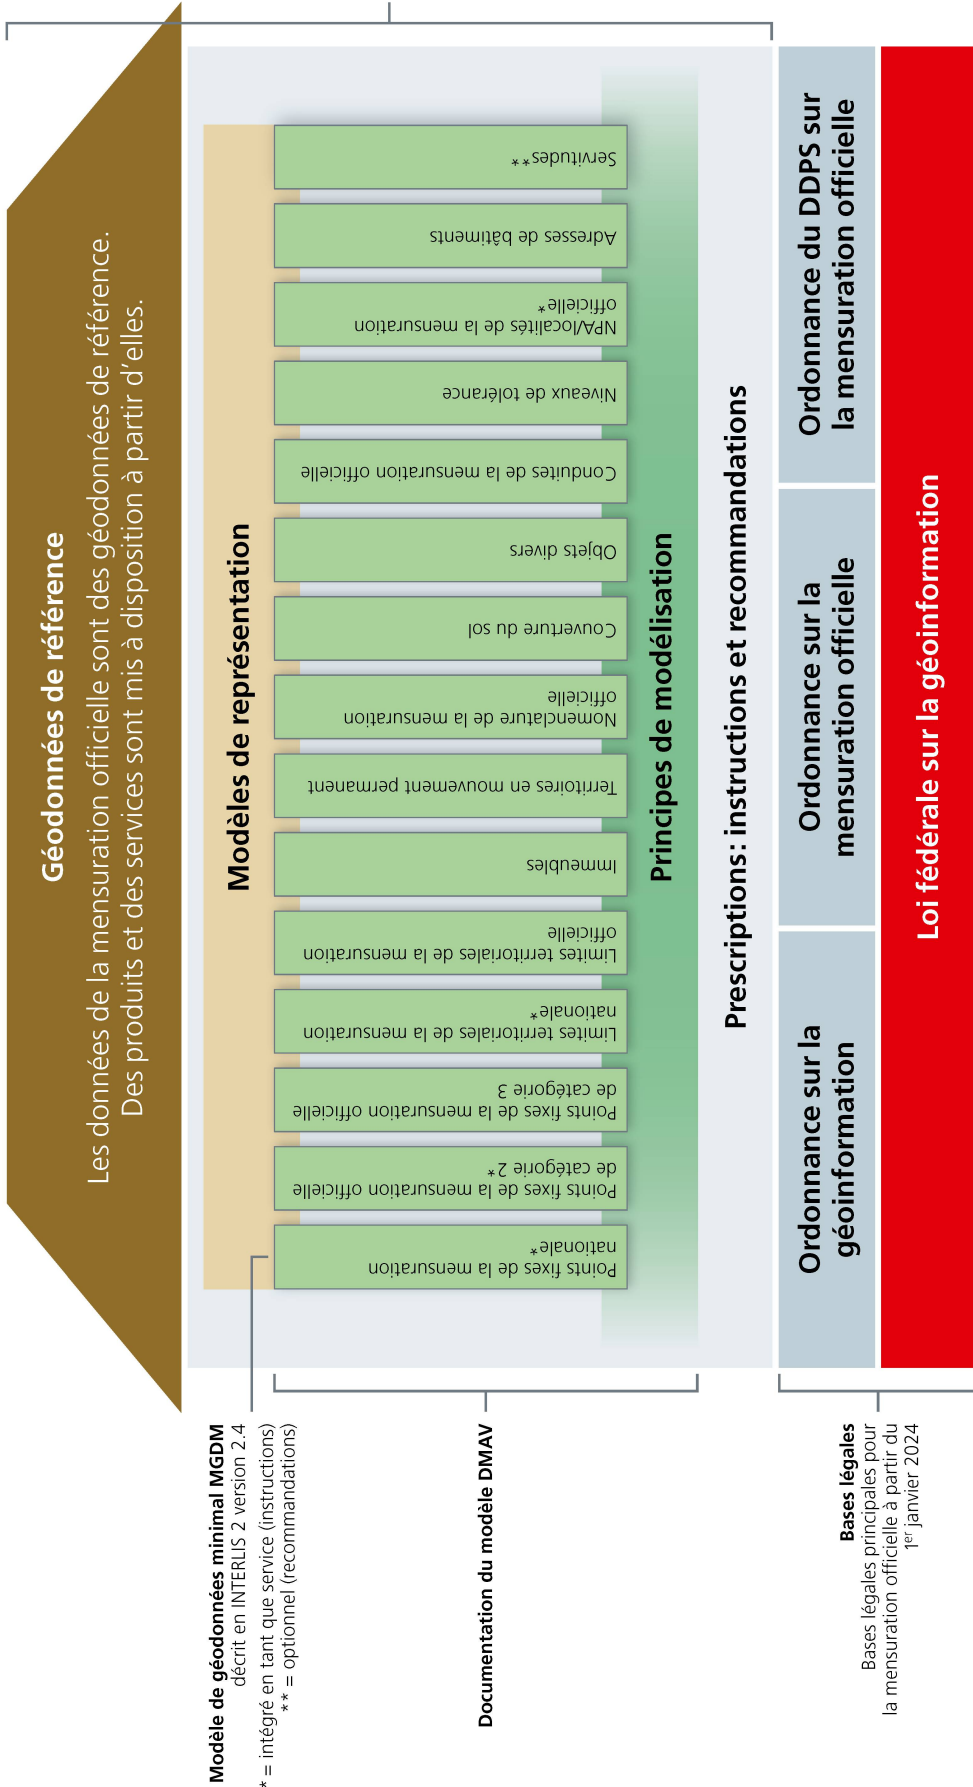 Géodonnées de référence
Les données de la mensuration officielle sont des géodonnées de référence.
Des produits et des services sont mis à disposition à partir d’elles.
Modèles de représentation
Modèle de géodonnées minimal MGDM
décrit en INTERLIS 2 version 2.4
* = intégré en tant que service (instructions)
** = optionnel (recommandations)
Points fixes de la mensuration
nationale*
Points fixes de la mensuration officielle
de catégorie 2*
Points fixes de la mensuration officielle
de catégorie 3
Limites territoriales de la mensuration
nationale*
Limites territoriales de la mensuration
officielle
Immeubles
Territoires en mouvement permanent
Nomenclature de la mensuration
officielle
Couverture du sol
Objets divers
Conduites de la mensuration officielle
Niveaux de tolérance
NPA/localités de la mensuration
officielle*
Adresses de bâtiments
Servitudes**
Documentation du modèle DMAV
Principes de modélisation
Prescriptions: instructions et recommandations
Bases légales
Bases légales principales pour
la mensuration officielle à partir du
1er janvier 2024
Ordonnance sur la
géoinformation
Ordonnance sur la
mensuration officielle
Ordonnance du DDPS sur
la mensuration officielle
Loi fédérale sur la géoinformation